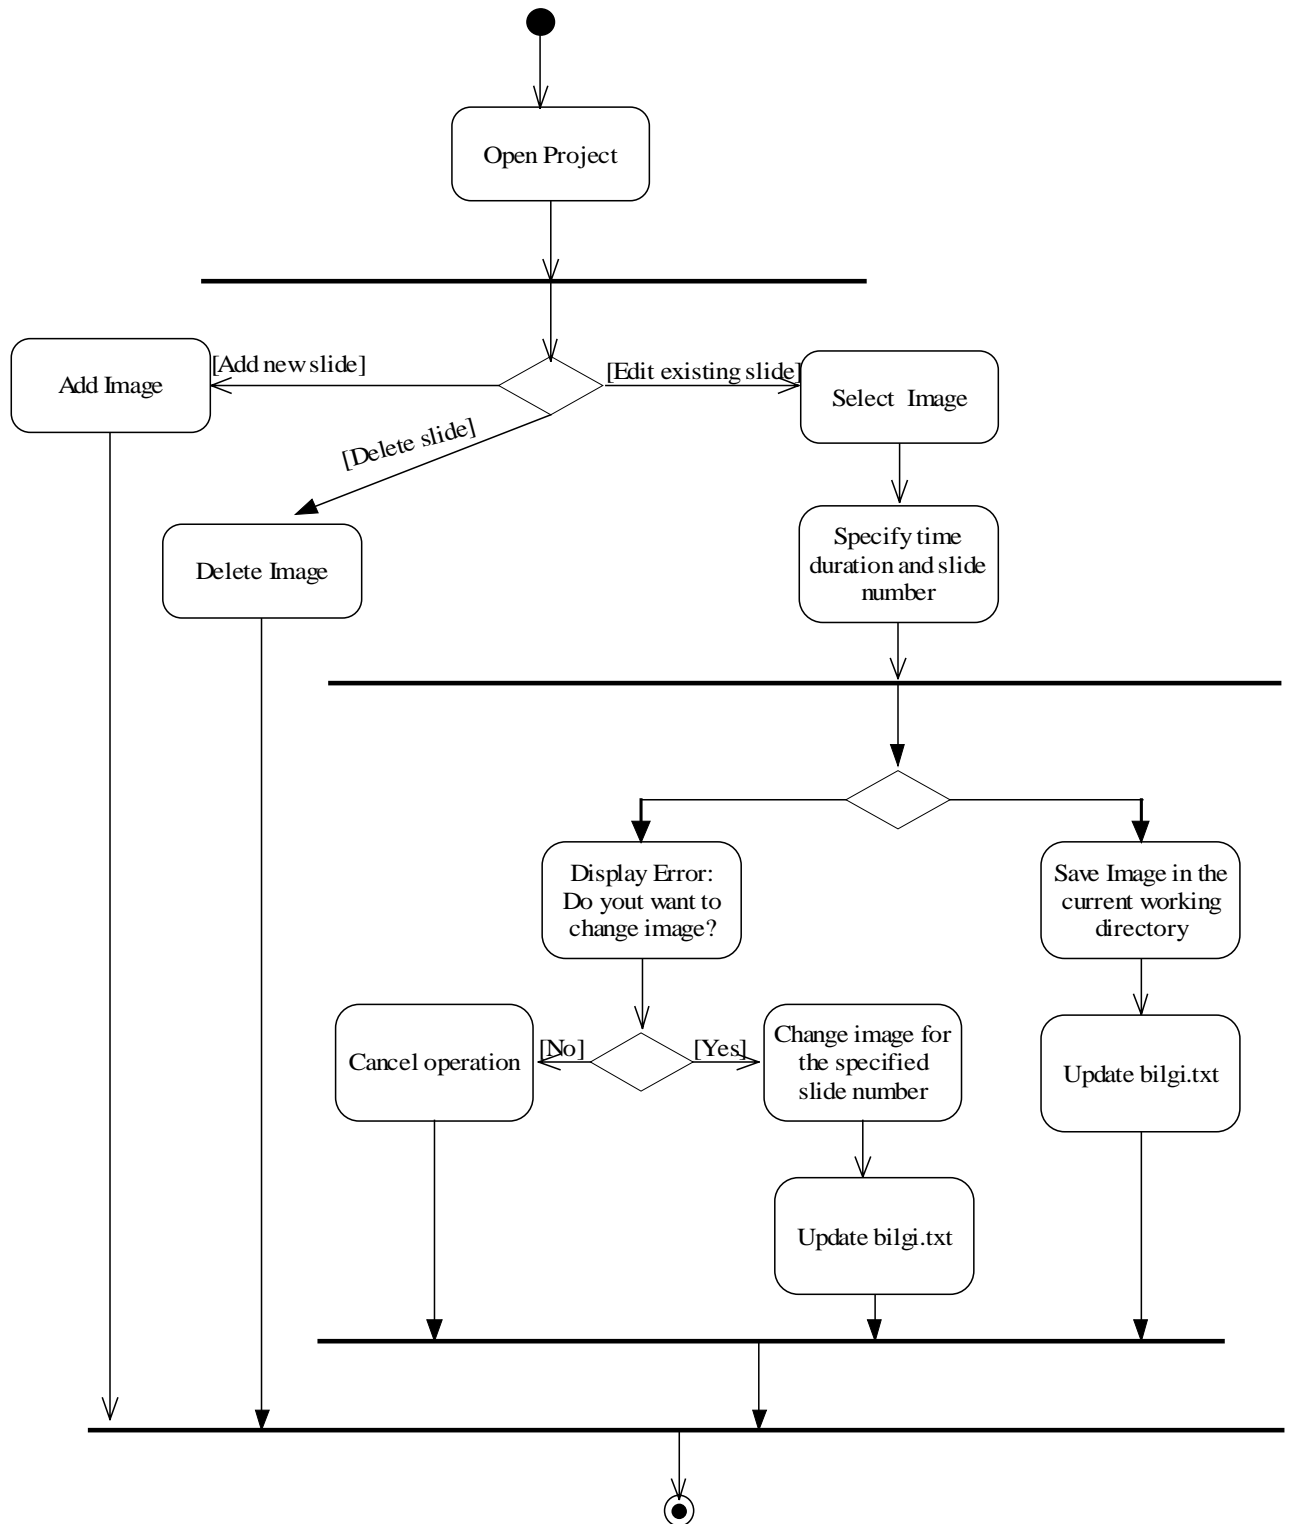 Open Project
[Add new slide]
[Edit existing slide]
Add Image
Select Image
[Delete slide]
Delete Image
Specify time
duration and slide
number
Display Error:
Do yout want to
change image?
Save Image in the
current working
directory
Cancel operation
[No]
[Yes]
Change image for
the specified
slide number
Update bilgi.txt
Update bilgi.txt